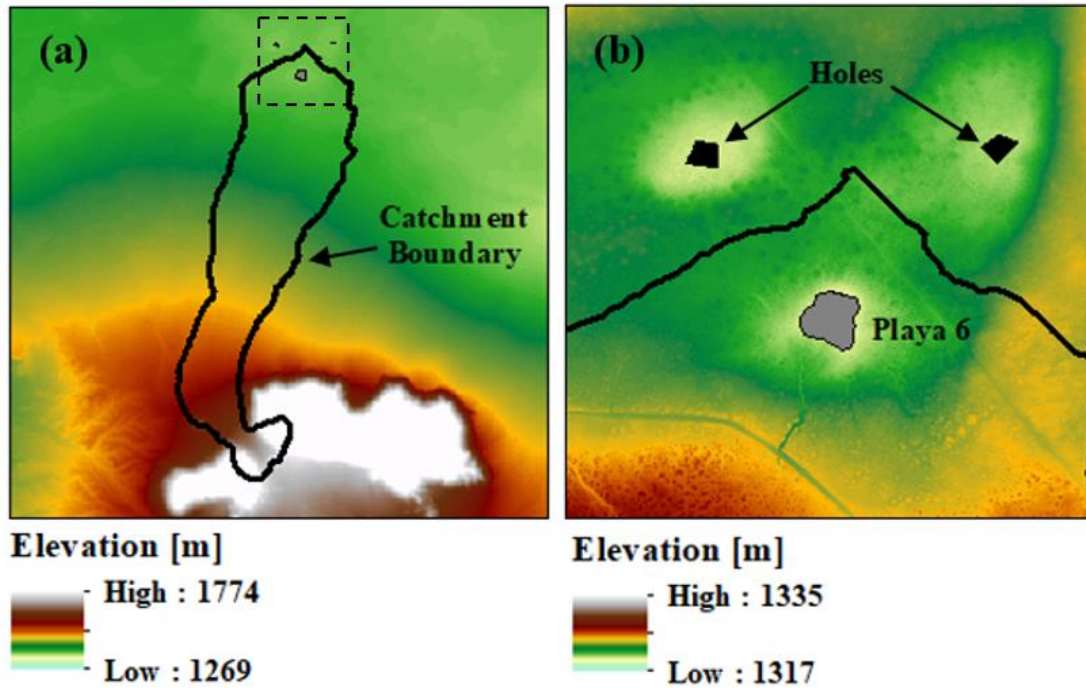 (a)
Catchment
Boundary
(b)
Holes
Playa 6
Elevation [m]
High : 1774
Low : 1269
Elevation [m]
High : 1335
Low : 1317